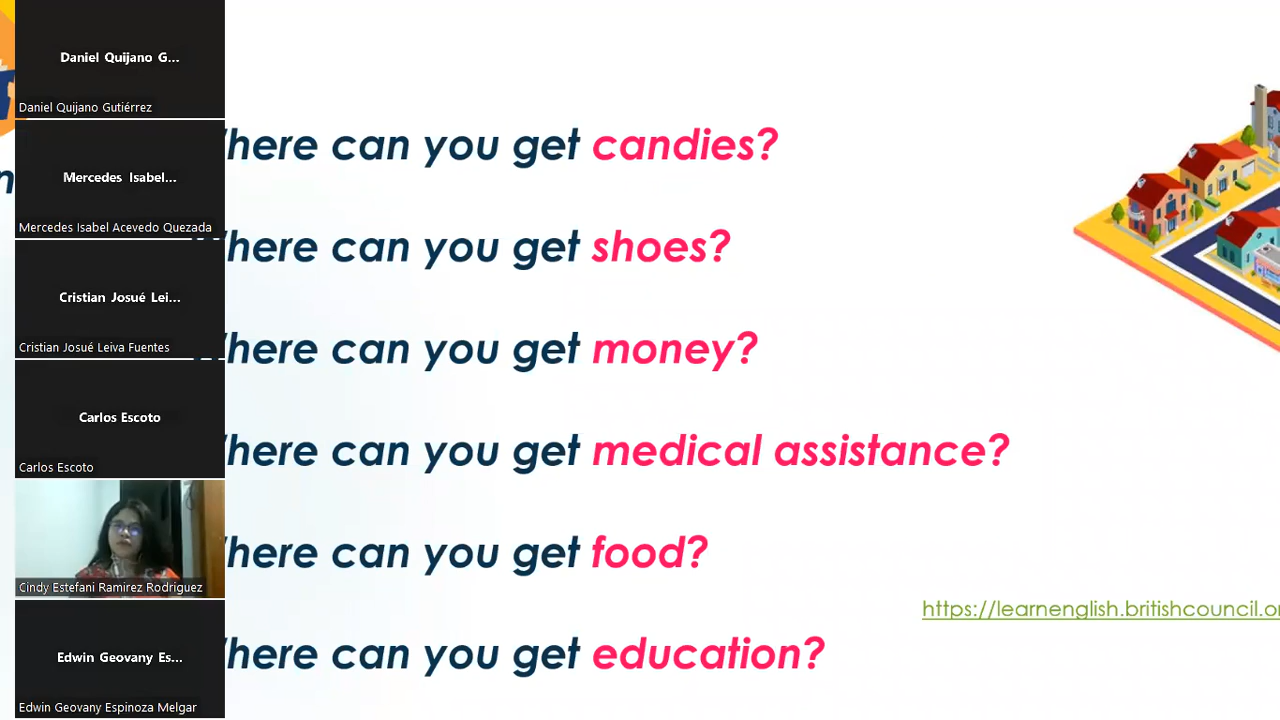 Daniel Quijano G...
Daniel Quijano Gutiérrez
Mercedes Isabel...
Mercedes Isabel Acevedo Quezada
Cristian Josué Lei...
Cristian Josué Leiva Fuentes
Carlos Escoto
Carlos Escoto
Cindy Estefani Ramirez Rodriguez
Edwin Geovany Es...
Edwin Geovany Espinoza Melgar
here can you get candies?
here can you get shoes?
here can you get money?
here can you get medical assistance?
here can you get food?
here can you get education?
https://learnenglish.britishcouncil.o